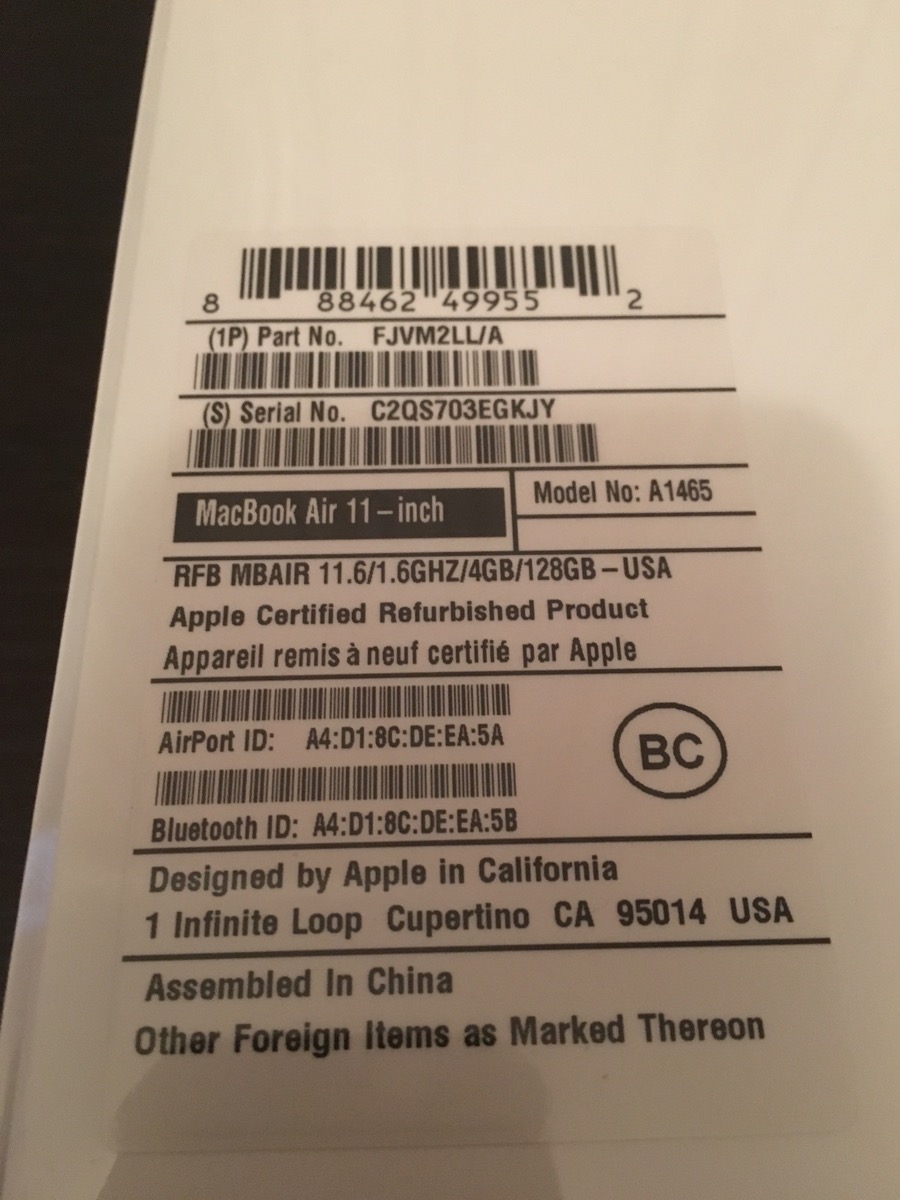 8 88462 49955 2
(1P) Part No. FJVM2LL/A
(S) Serial No. C2QS703EGKJY
MacBook Air 11-inch
Model No: A1465
RFB MBAIR 11.6/1.6GHZ/4GB/128GB-USA
Apple Certified Refurbished Product
Appareil remis à neuf certifié par Apple
AirPort ID: A4:D1:8C:DE:EA:5A
BC
Bluetooth ID: A4:D1:8C:DE:EA:5B
Designed by Apple in California
1 Infinite Loop Cupertino CA 95014 USA
Assembled In China
Other Foreign Items as Marked Thereon